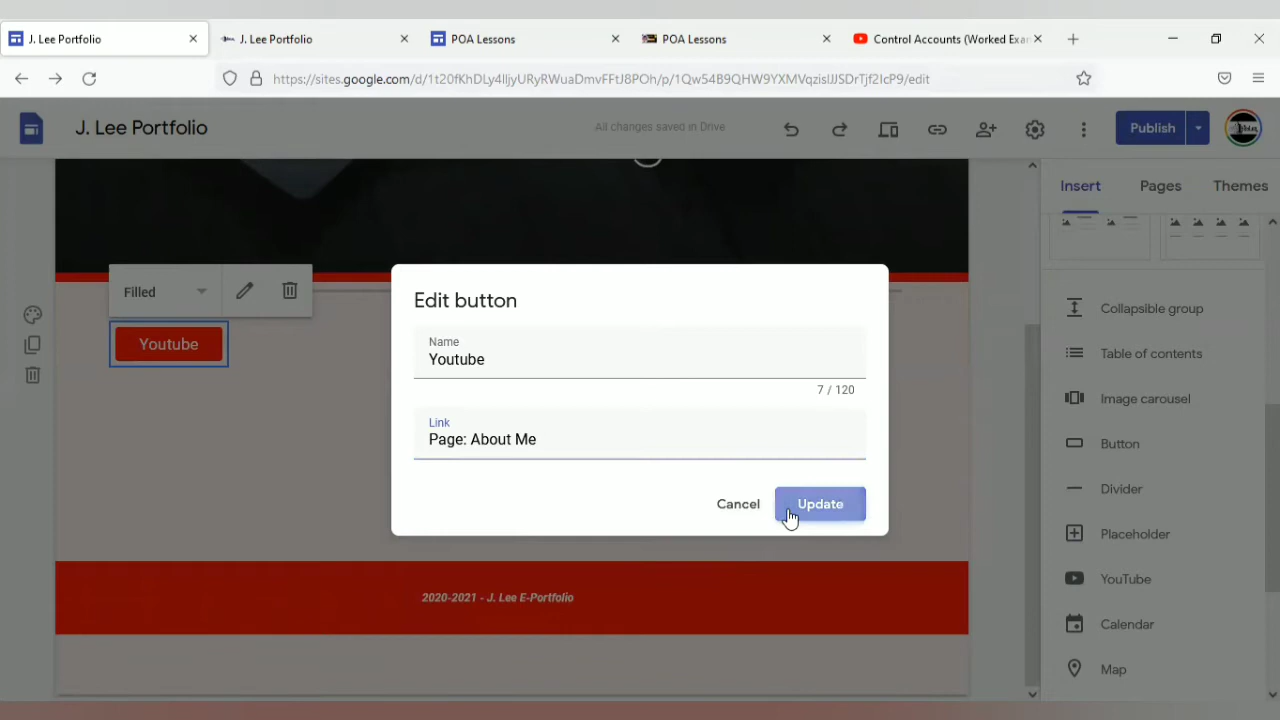 J. Lee Portfolio
J. Lee Portfolio
POA Lessons
POA Lessons
Control Accounts (Worked Exa
https://sites.google.com/d/1t20fKhDLy4lIjyURyRWuaDmvFFtJ8POh/p/1Qw54B9QHW9YXMVqzisIJJSDrTjf2IcP9/edit
J. Lee Portfolio
All changes saved in Drive
Publish
Insert
Pages
Themes
Filled
Youtube
Edit button
Name
Youtube
7 / 120
Link
Page: About Me
Cancel
Update
Collapsible group
Table of contents
Image carousel
Button
Divider
Placeholder
YouTube
Calendar
Map
2020-2021 - J. Lee E-Portfolio